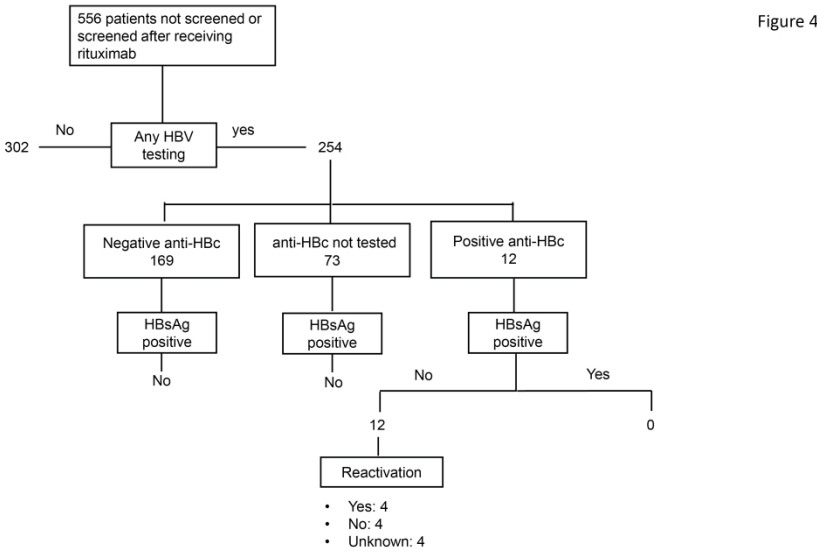 Figure 4
556 patients not screened or
screened after receiving
rituximab
No
Any HBV
testing
yes
302
254
Negative anti-HBc
169
anti-HBc not tested
73
Positive anti-HBc
12
HBsAg
positive
HBsAg
positive
HBsAg
positive
No
No
No
Yes
12
0
Reactivation
• Yes: 4
• No: 4
• Unknown: 4